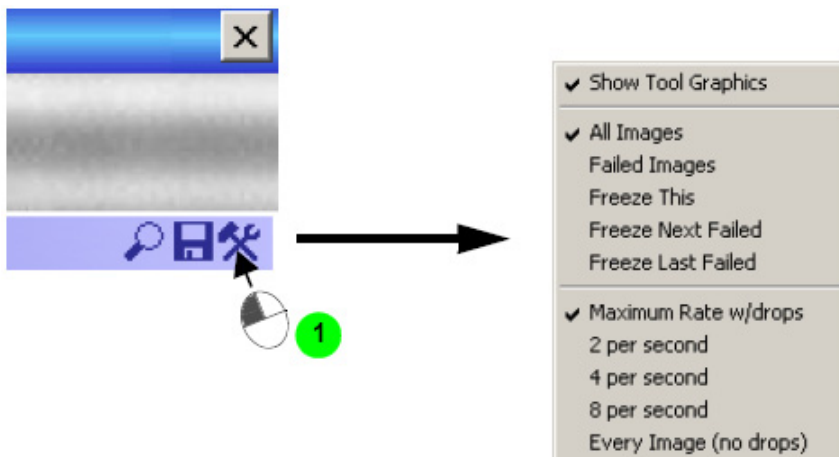 1
Show Tool Graphics
All Images
Failed Images
Freeze This
Freeze Next Failed
Freeze Last Failed
Maximum Rate w/drops
2 per second
4 per second
8 per second
Every Image (no drops)